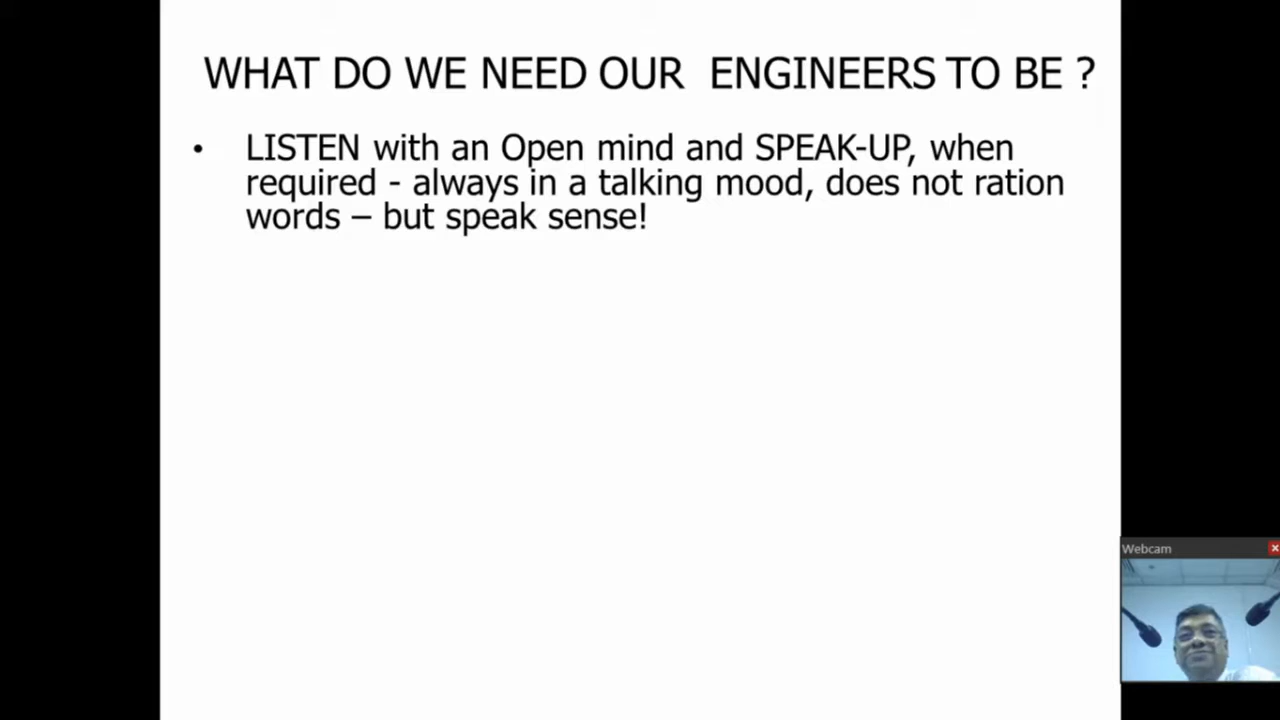 WHAT DO WE NEED OUR ENGINEERS TO BE ?
• LISTEN with an Open mind and SPEAK-UP, when
required - always in a talking mood, does not ration
words – but speak sense!
Webcam